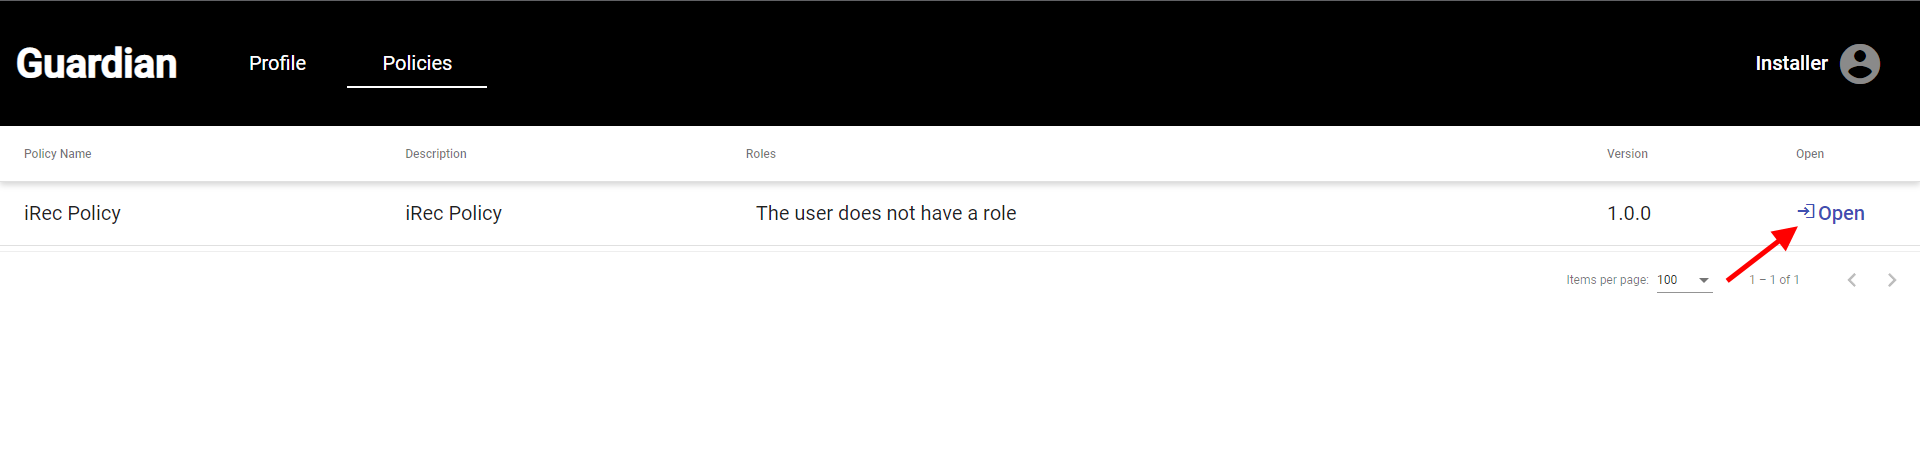 Guardian Profile Policies Installer
Policy Name Description Roles Version Open
iRec Policy iRec Policy The user does not have a role 1.0.0 Open
Items per page: 100 1 – 1 of 1